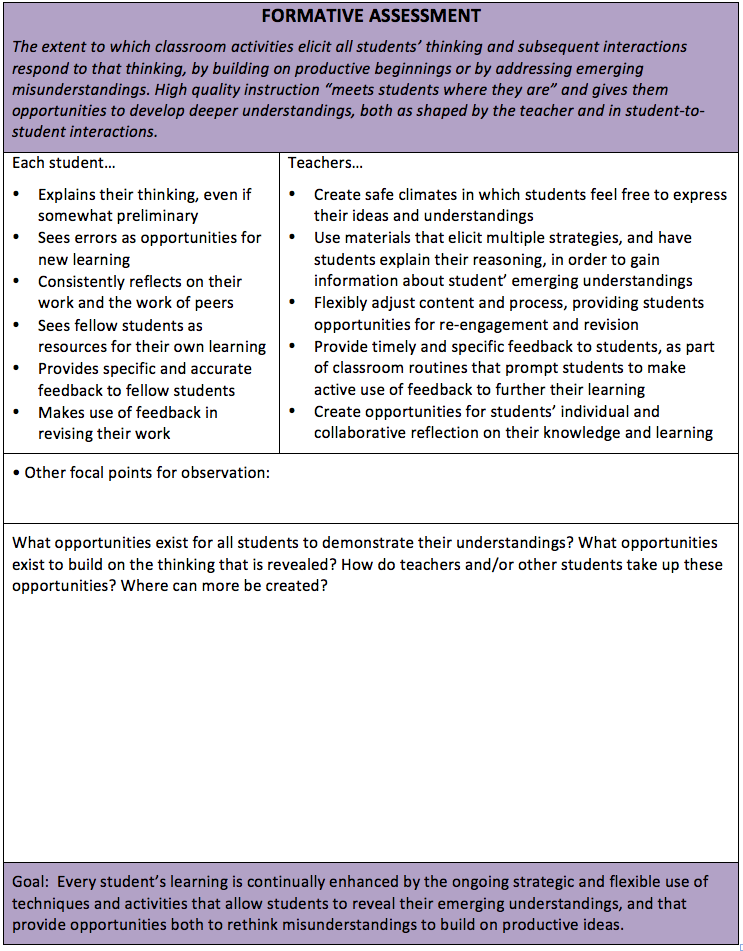 FORMATIVE ASSESSMENT
The extent to which classroom activities elicit all students’ thinking and subsequent interactions
respond to that thinking, by building on productive beginnings or by addressing emerging
misunderstandings. High quality instruction “meets students where they are” and gives them
opportunities to develop deeper understandings, both as shaped by the teacher and in student-to-
student interactions.
Each student…
• Explains their thinking, even if
somewhat preliminary
• Sees errors as opportunities for
new learning
• Consistently reflects on their
work and the work of peers
• Sees fellow students as
resources for their own learning
• Provides specific and accurate
feedback to fellow students
• Makes use of feedback in
revising their work
Teachers…
• Create safe climates in which students feel free to express
their ideas and understandings
• Use materials that elicit multiple strategies, and have
students explain their reasoning, in order to gain
information about student’ emerging understandings
• Flexibly adjust content and process, providing students
opportunities for re-engagement and revision
• Provide timely and specific feedback to students, as part
of classroom routines that prompt students to make
active use of feedback to further their learning
• Create opportunities for students’ individual and
collaborative reflection on their knowledge and learning
• Other focal points for observation:
What opportunities exist for all students to demonstrate their understandings? What opportunities
exist to build on the thinking that is revealed? How do teachers and/or other students take up these
opportunities? Where can more be created?
Goal:  Every student’s learning is continually enhanced by the ongoing strategic and flexible use of
techniques and activities that allow students to reveal their emerging understandings, and that
provide opportunities both to rethink misunderstandings to build on productive ideas.